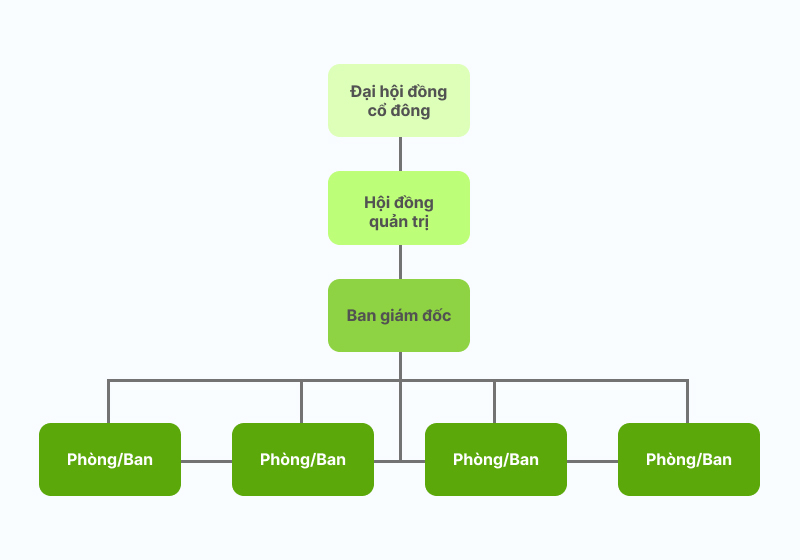 Đại hội đồng
cổ đông
Hội đồng
quản trị
Ban giám đốc
Phòng/Ban
Phòng/Ban
Phòng/Ban
Phòng/Ban